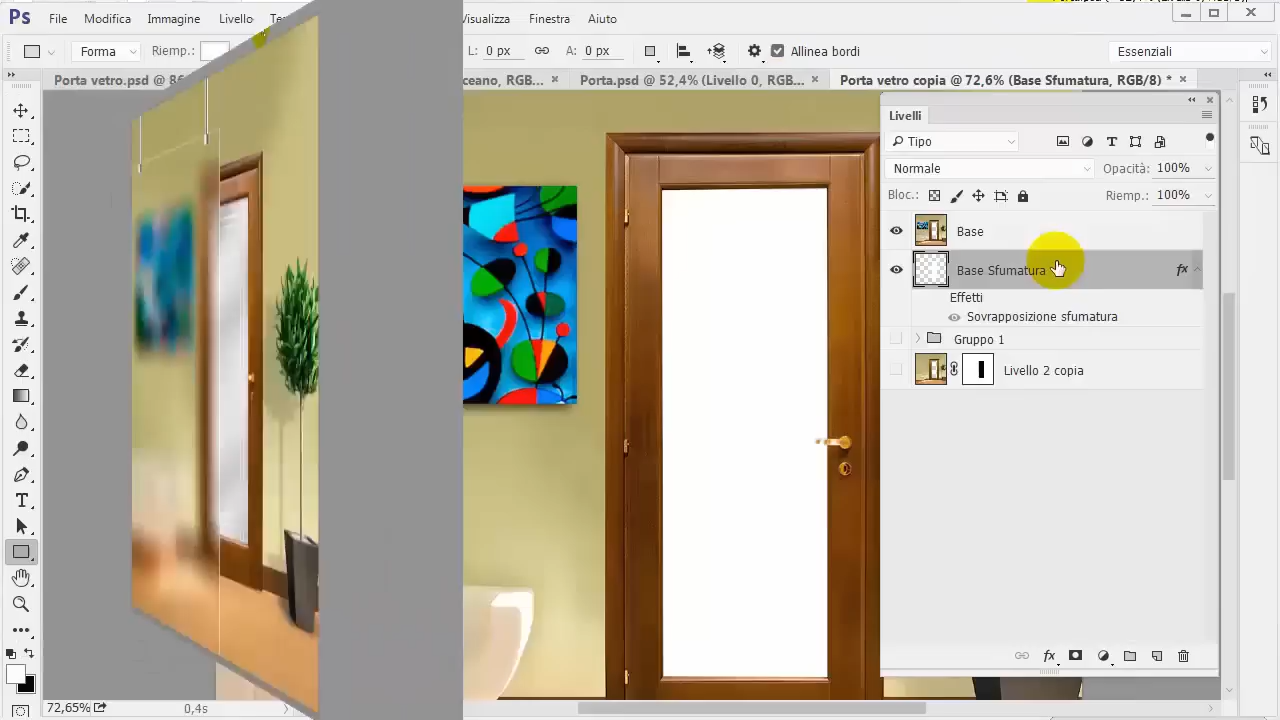 Ps File Modifica Immagine Livello Visualizza Finestra Aiuto
Forma Riemp.: L: 0 px A: 0 px Allinea bordi Essenziali
Porta vetro.psd @ 86 ceano, RGB... × Porta.psd @ 52,4% (Livello 0, RGB... × Porta vetro copia @ 72,6% (Base Sfumatura, RGB/8) ×
Livelli
Tipo
Normale Opacità: 100%
Bloc.: Riemp.: 100%
Base
Base Sfumatura fx
Effetti
Sovrapposizione sfumatura
Gruppo 1
Livello 2 copia
fx
72,65% 0,4s